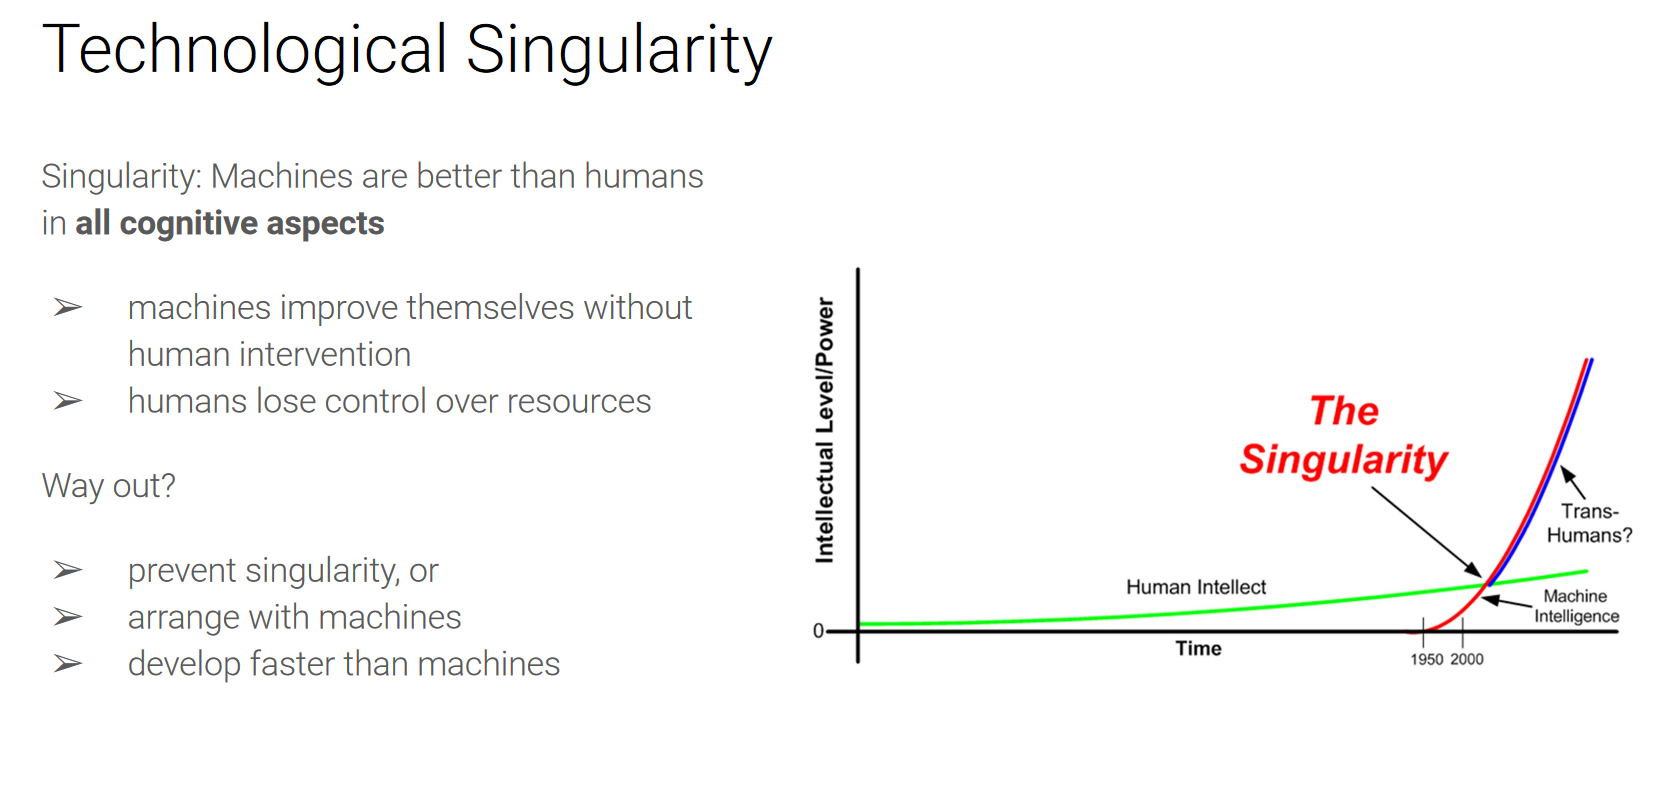 Technological Singularity
Singularity: Machines are better than humans
in all cognitive aspects
➢ machines improve themselves without
human intervention
➢ humans lose control over resources
Way out?
➢ prevent singularity, or
➢ arrange with machines
➢ develop faster than machines
Intellectual Level/Power
The
Singularity
Trans-
Humans?
Human Intellect
Machine
Intelligence
0
Time
1950 2000